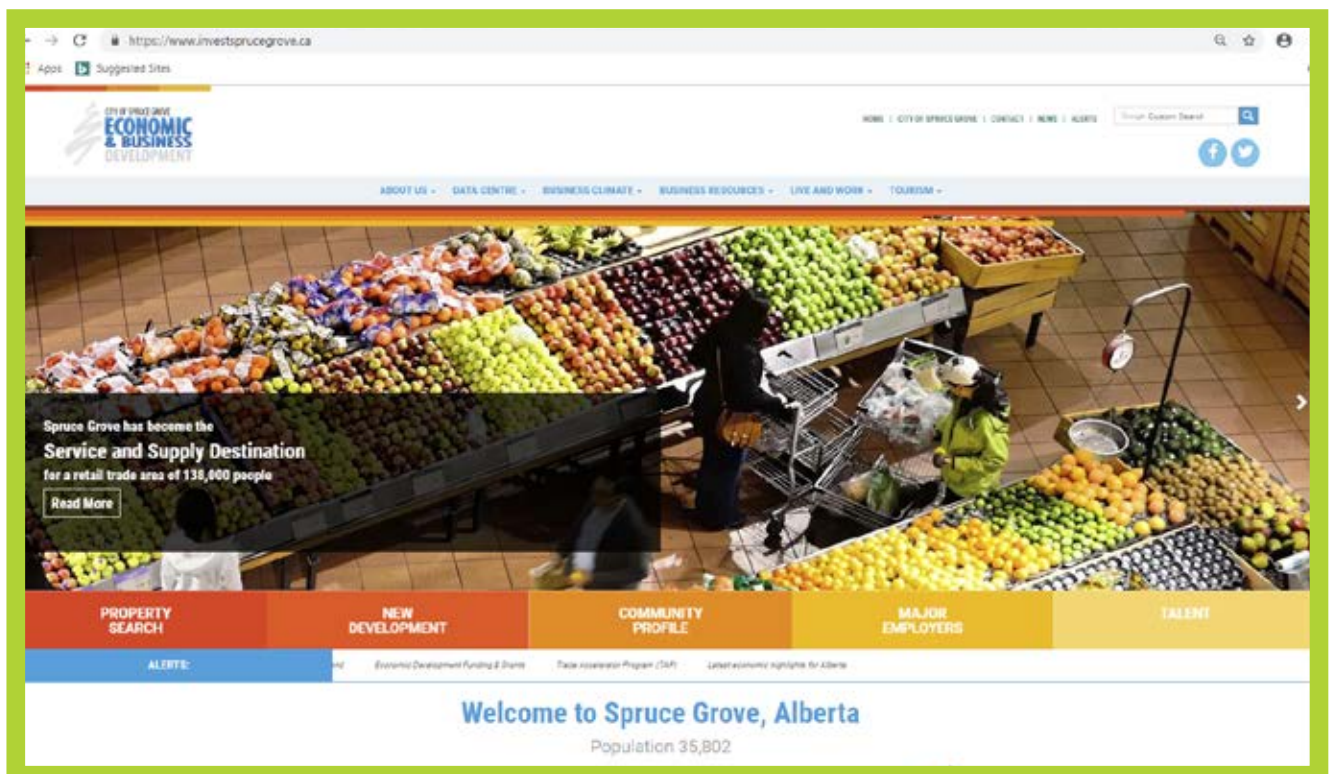 https://www.investsprucegrove.ca
Apps Suggested Sites
CITY OF SPRUCE GROVE
ECONOMIC
& BUSINESS
DEVELOPMENT
HOME | CITY OF SPRUCE GROVE | CONTACT | NEWS | ALERTS
Custom Search
ABOUT US DATA CENTRE BUSINESS CLIMATE BUSINESS RESOURCES LIVE AND WORK TOURISM
Spruce Grove has become the
Service and Supply Destination
for a retail trade area of 138,000 people
Read More
PROPERTY
SEARCH
NEW
DEVELOPMENT
COMMUNITY
PROFILE
MAJOR
EMPLOYERS
TALENT
ALERTS: Economic Development Funding & Grants Trade Accelerator Program (TAP) Latest economic highlights for Alberta
Welcome to Spruce Grove, Alberta
Population 35,802